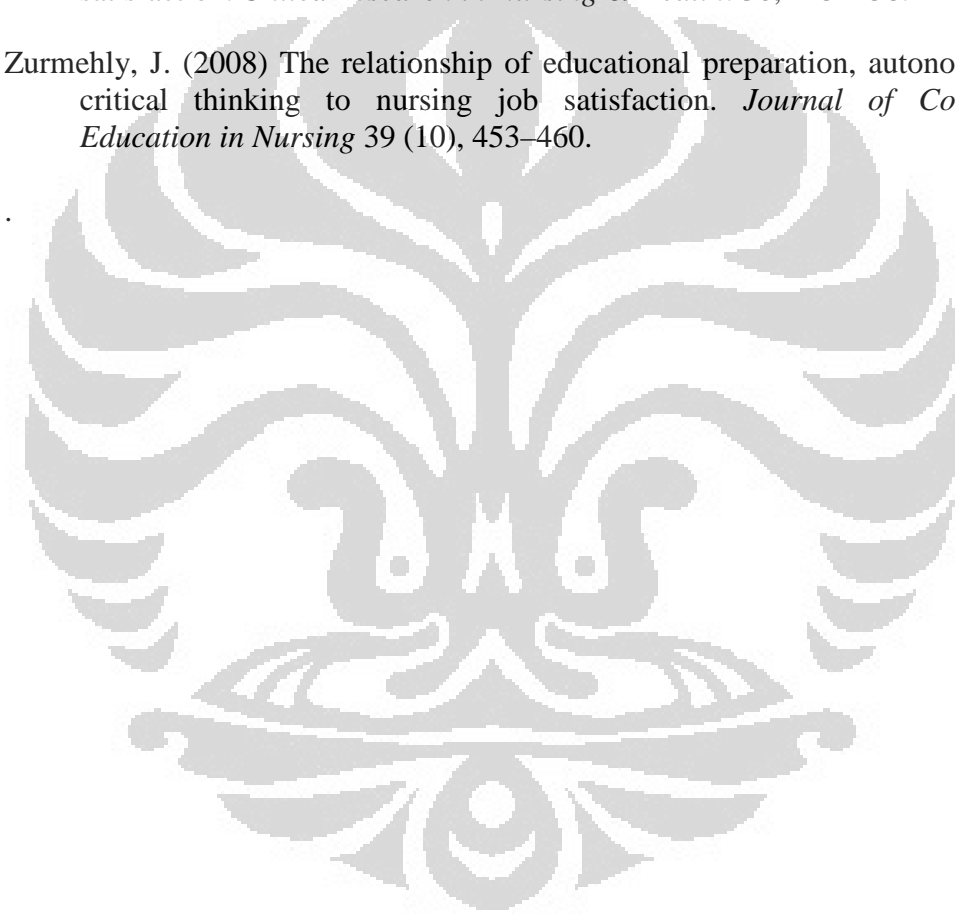 Zurmehly, J. (2008) The relationship of educational preparation, autono
critical thinking to nursing job satisfaction. Journal of Co
Education in Nursing 39 (10), 453–460.
.